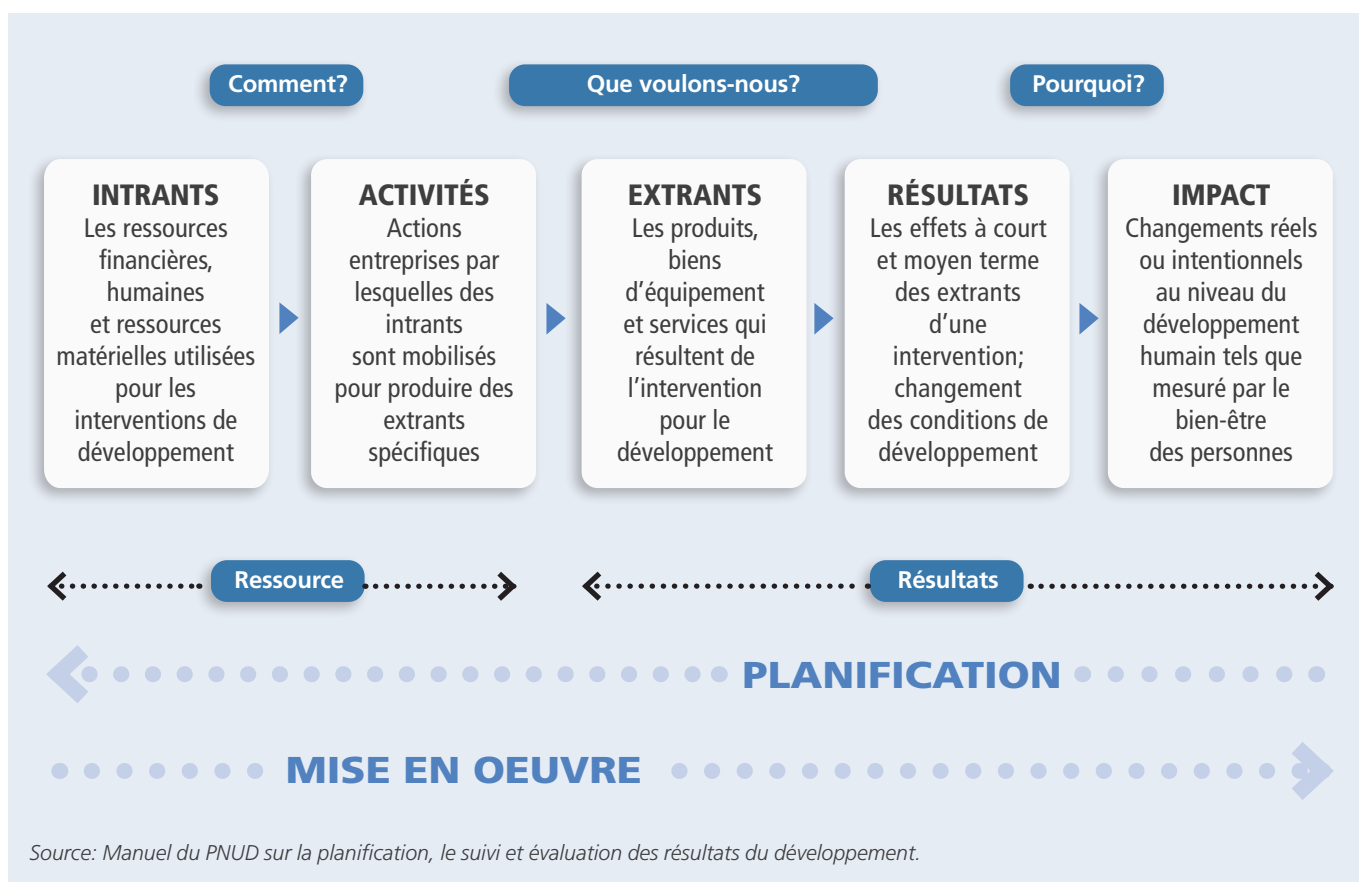 Comment?
Que voulons-nous?
Pourquoi?
INTRANTS
Les ressources
financières,
humaines
et ressources
matérielles utilisées
pour les
interventions de
développement
ACTIVITÉS
Actions
entreprises par
lesquelles des
intrants
sont mobilisés
pour produire des
extrants
spécifiques
EXTRANTS
Les produits,
biens
d’équipement
et services qui
résultent de
l’intervention
pour le
développement
RÉSULTATS
Les effets à court
et moyen terme
des extrants
d’une
intervention;
changement
des conditions de
développement
IMPACT
Changements réels
ou intentionnels
au niveau du
développement
humain tels que
mesuré par le
bien-être
des personnes
Ressource
Résultats
PLANIFICATION
MISE EN OEUVRE
Source: Manuel du PNUD sur la planification, le suivi et évaluation des résultats du développement.